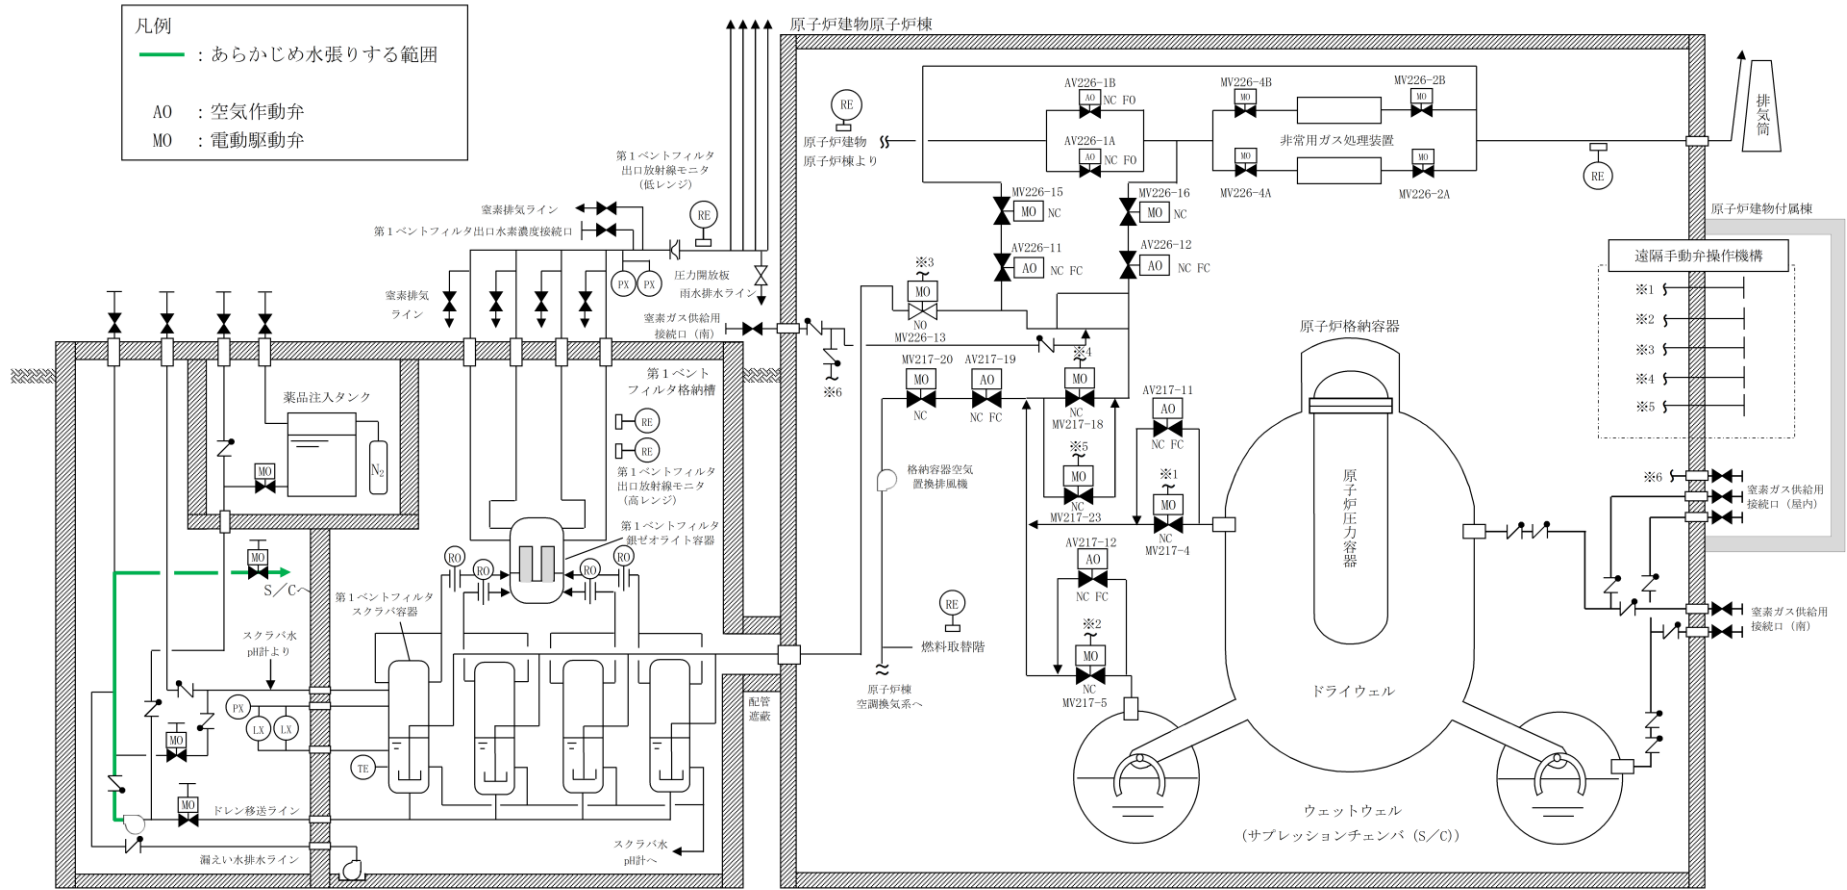 凡例
：あらかじめ水張りする範囲
AO ：空気作動弁
MO ：電動駆動弁
原子炉建物原子炉棟
RE
原子炉建物
原子炉棟より
AV226-1B
AO
NC FO
AV226-1A
AO
NC FO
MV226-4B
MO
MV226-2B
MO
非常用ガス処理装置
MO
MV226-4A
MO
MV226-2A
RE
排気筒
原子炉建物付属棟
遠隔手動弁操作機構
※1
※2
※3
※4
※5
MV226-15
MO
NC
MV226-16
MO
NC
AV226-11
AO
NC FC
AV226-12
AO
NC FC
第1ベントフィルタ
出口放射線モニタ
(低レンジ)
RE
窒素排気ライン
第1ベントフィルタ出口水素濃度接続口
PX
PX
圧力開放板
雨水排水ライン
窒素排気
ライン
窒素ガス供給用
接続口(南)
※6
※3
MO
NO
MV226-13
MV217-20
MO
NC
AV217-19
AO
NC FC
※4
MO
NC
MV217-18
※5
MO
NC
MV217-23
AV217-11
AO
NC FC
※1
MO
NC
MV217-4
AV217-12
AO
NC FC
※2
MO
NC
MV217-5
格納容器空気
置換排風機
RE
燃料取替階
原子炉棟
空調換気系へ
原子炉格納容器
原子炉圧力容器
ドライウェル
ウェットウェル
(サプレッションチェンバ(S/C))
※6
窒素ガス供給用
接続口(屋内)
窒素ガス供給用
接続口(南)
第1ベント
フィルタ格納槽
薬品注入タンク
N₂
MO
RE
RE
第1ベントフィルタ
出口放射線モニタ
(高レンジ)
第1ベントフィルタ
銀ゼオライト容器
RO
RO
RO
RO
MO
S/Cへ
第1ベントフィルタ
スクラバ容器
スクラバ水
pH計より
PX
LX
LX
MO
TE
MO
ドレン移送ライン
漏えい水排水ライン
スクラバ水
pH計へ
配管
遮蔽